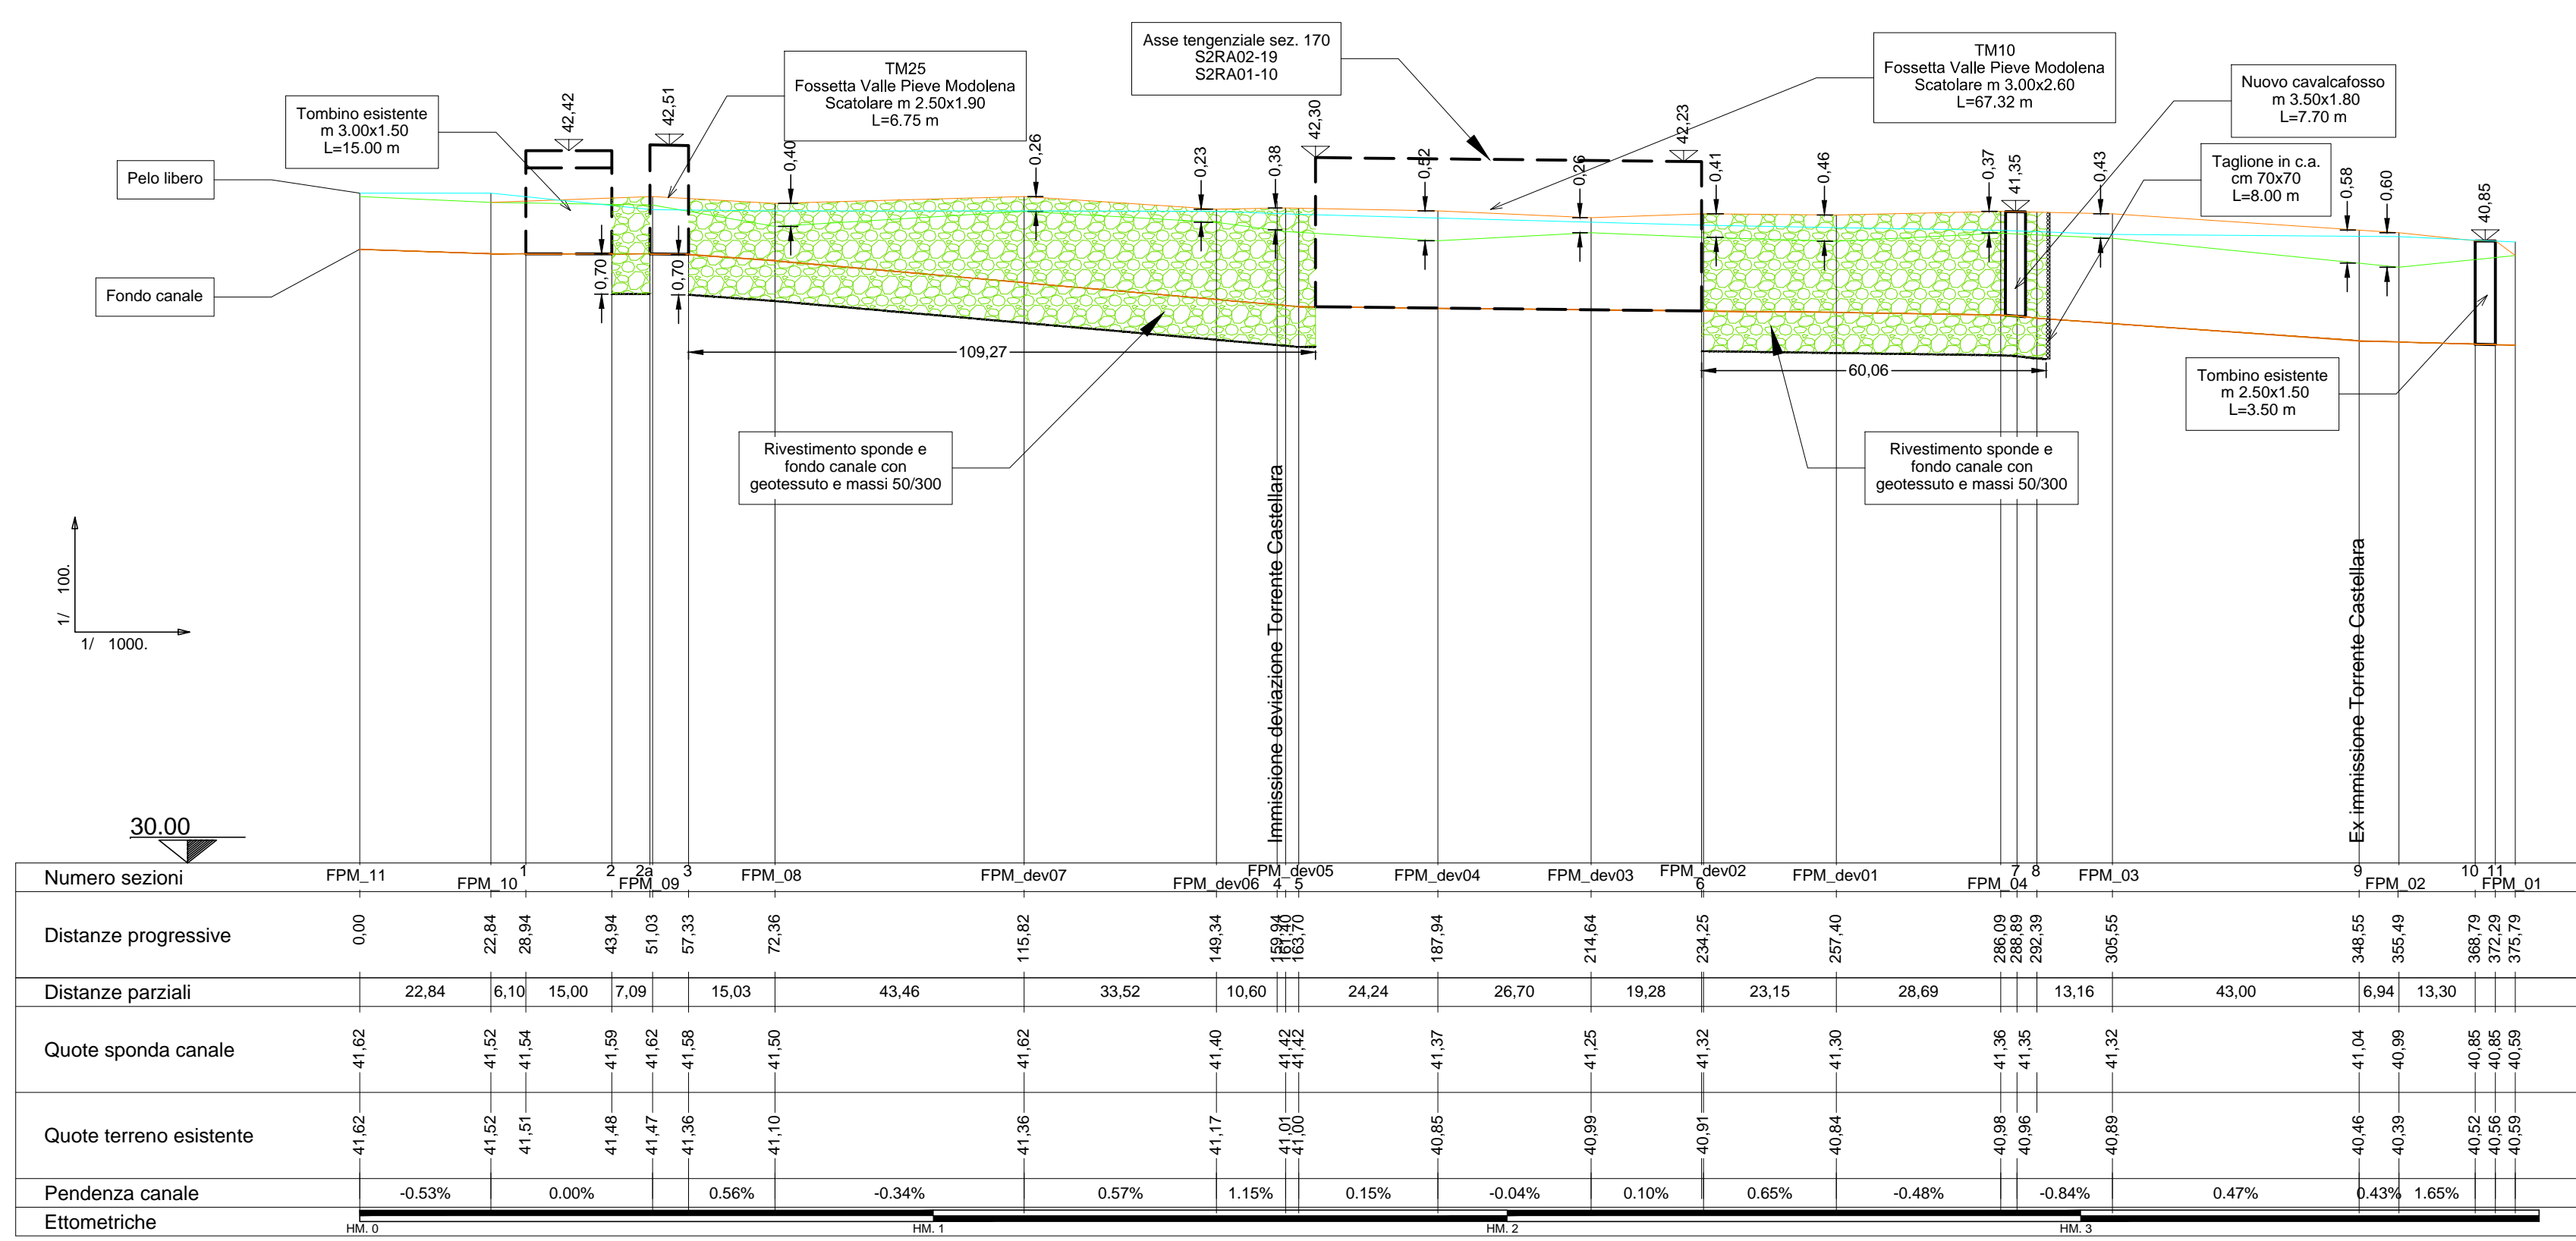 Asse tengenziale sez. 170
S2RA02-19
S2RA01-10
TM10
Fossetta Valle Pieve Modolena
Scatolare m 3.00x2.60
L=67.32 m
TM25
Fossetta Valle Pieve Modolena
Scatolare m 2.50x1.90
L=6.75 m
Nuovo cavalcafosso
m 3.50x1.80
L=7.70 m
Tombino esistente
m 3.00x1.50
L=15.00 m
Taglione in c.a.
cm 70x70
L=8.00 m
Pelo libero
Fondo canale
42,42
42,51
0,40
0,26
0,23
0,38
42,30
0,52
0,26
42,23
0,41
0,46
0,37
41,35
0,43
0,58
0,60
40,85
0,70
0,70
109,27
60,06
Tombino esistente
m 2.50x1.50
L=3.50 m
Rivestimento sponde e
fondo canale con
geotessuto e massi 50/300
Rivestimento sponde e
fondo canale con
geotessuto e massi 50/300
Immissione deviazione Torrente Castellara
Ex immissione Torrente Castellara
1/ 100.
1/ 1000.
30.00
Numero sezioni
FPM_11 FPM_10 1 2 2a FPM_09 3 FPM_08 FPM_dev07 FPM_dev06 4 FPM_dev05 5 FPM_dev04 FPM_dev03 6 FPM_dev02 FPM_dev01 FPM_04 7 8 FPM_03 9 FPM_02 10 11 FPM_01
Distanze progressive
0,00 22,84 28,94 43,94 51,03 57,33 72,36 115,82 149,34 159,94 161,40 163,70 187,94 214,64 234,25 257,40 286,09 288,89 292,39 305,55 348,55 355,49 368,79 372,29 375,79
Distanze parziali
22,84 6,10 15,00 7,09 15,03 43,46 33,52 10,60 24,24 26,70 19,28 23,15 28,69 13,16 43,00 6,94 13,30
Quote sponda canale
41,62 41,52 41,54 41,59 41,62 41,58 41,50 41,62 41,40 41,42 41,42 41,37 41,25 41,32 41,30 41,36 41,35 41,32 41,04 40,99 40,85 40,85 40,59
Quote terreno esistente
41,62 41,52 41,51 41,48 41,47 41,36 41,10 41,36 41,17 41,01 41,00 40,85 40,99 40,91 40,84 40,98 40,96 40,89 40,46 40,39 40,52 40,56 40,59
Pendenza canale
-0.53% 0.00% 0.56% -0.34% 0.57% 1.15% 0.15% -0.04% 0.10% 0.65% -0.48% -0.84% 0.47% 0.43% 1.65%
Ettometriche
HM. 0 HM. 1 HM. 2 HM. 3